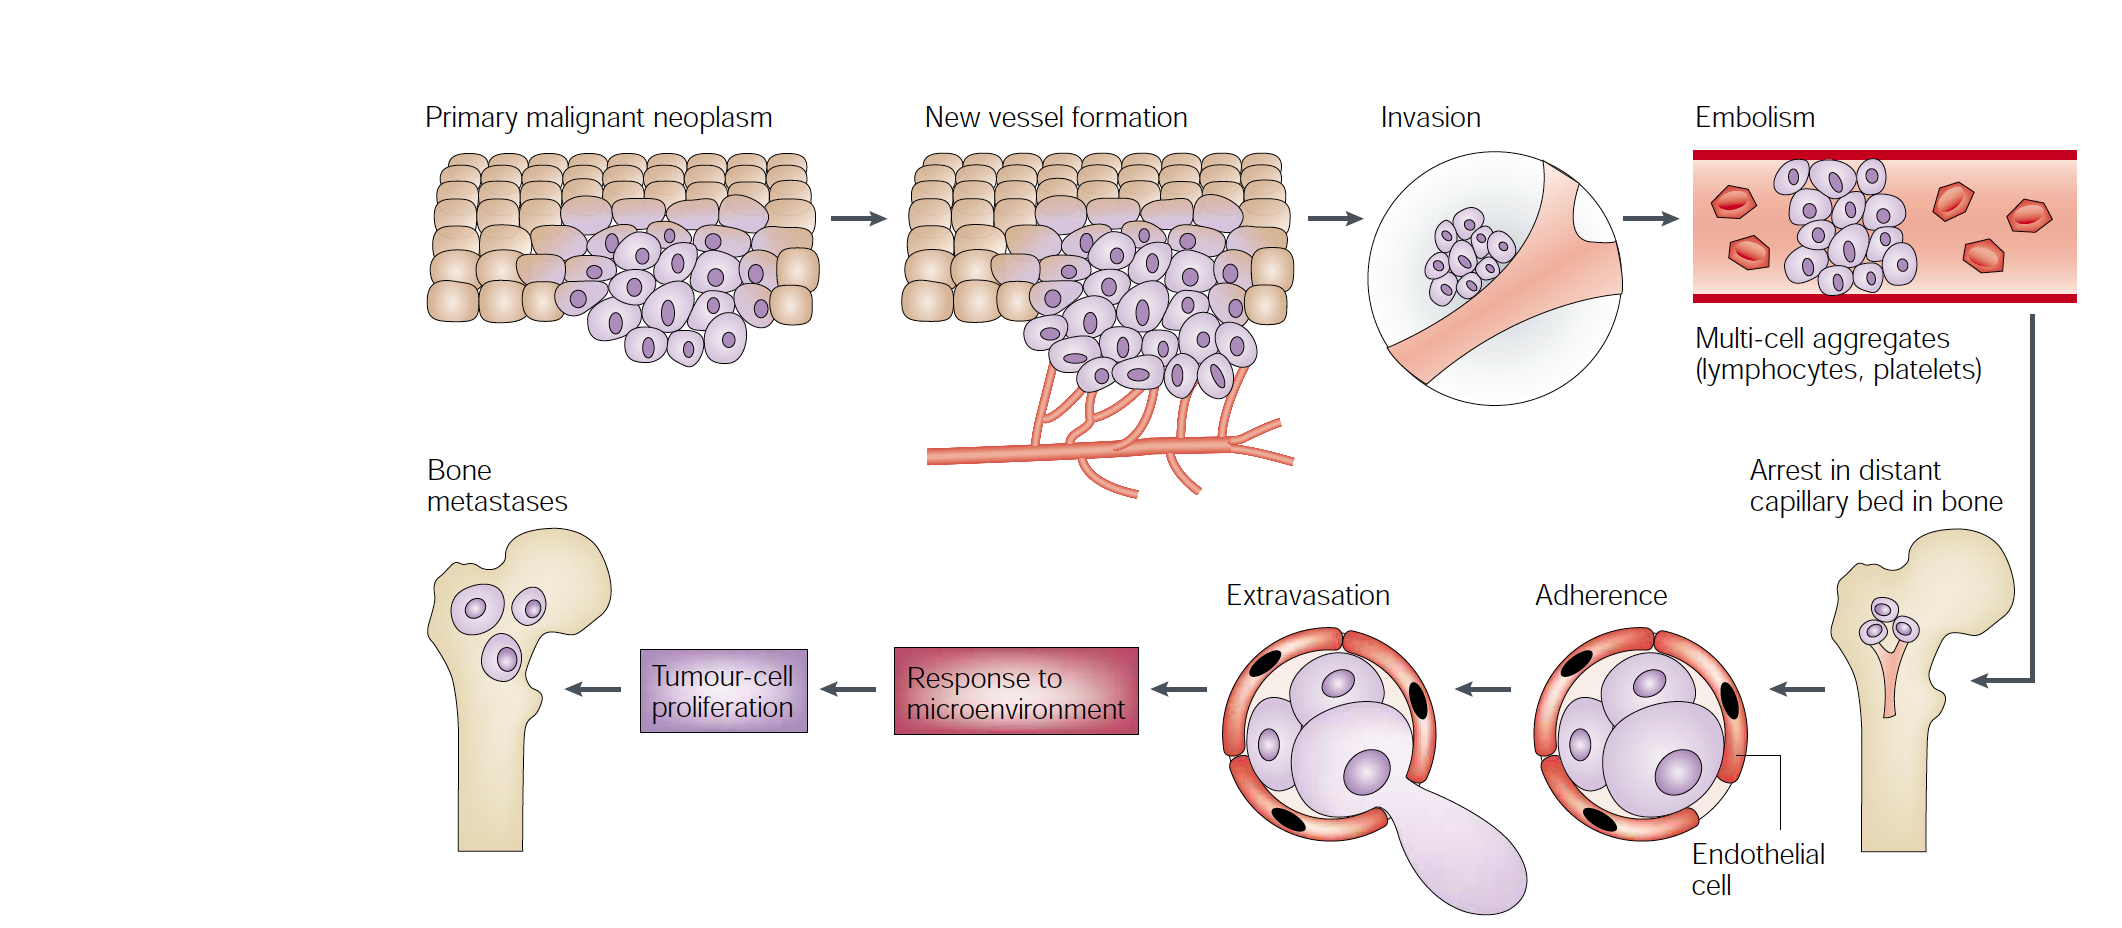 Primary malignant neoplasm
New vessel formation
Invasion
Embolism
Multi-cell aggregates
(lymphocytes, platelets)
Arrest in distant
capillary bed in bone
Adherence
Endothelial
cell
Extravasation
Response to
microenvironment
Tumour-cell
proliferation
Bone
metastases